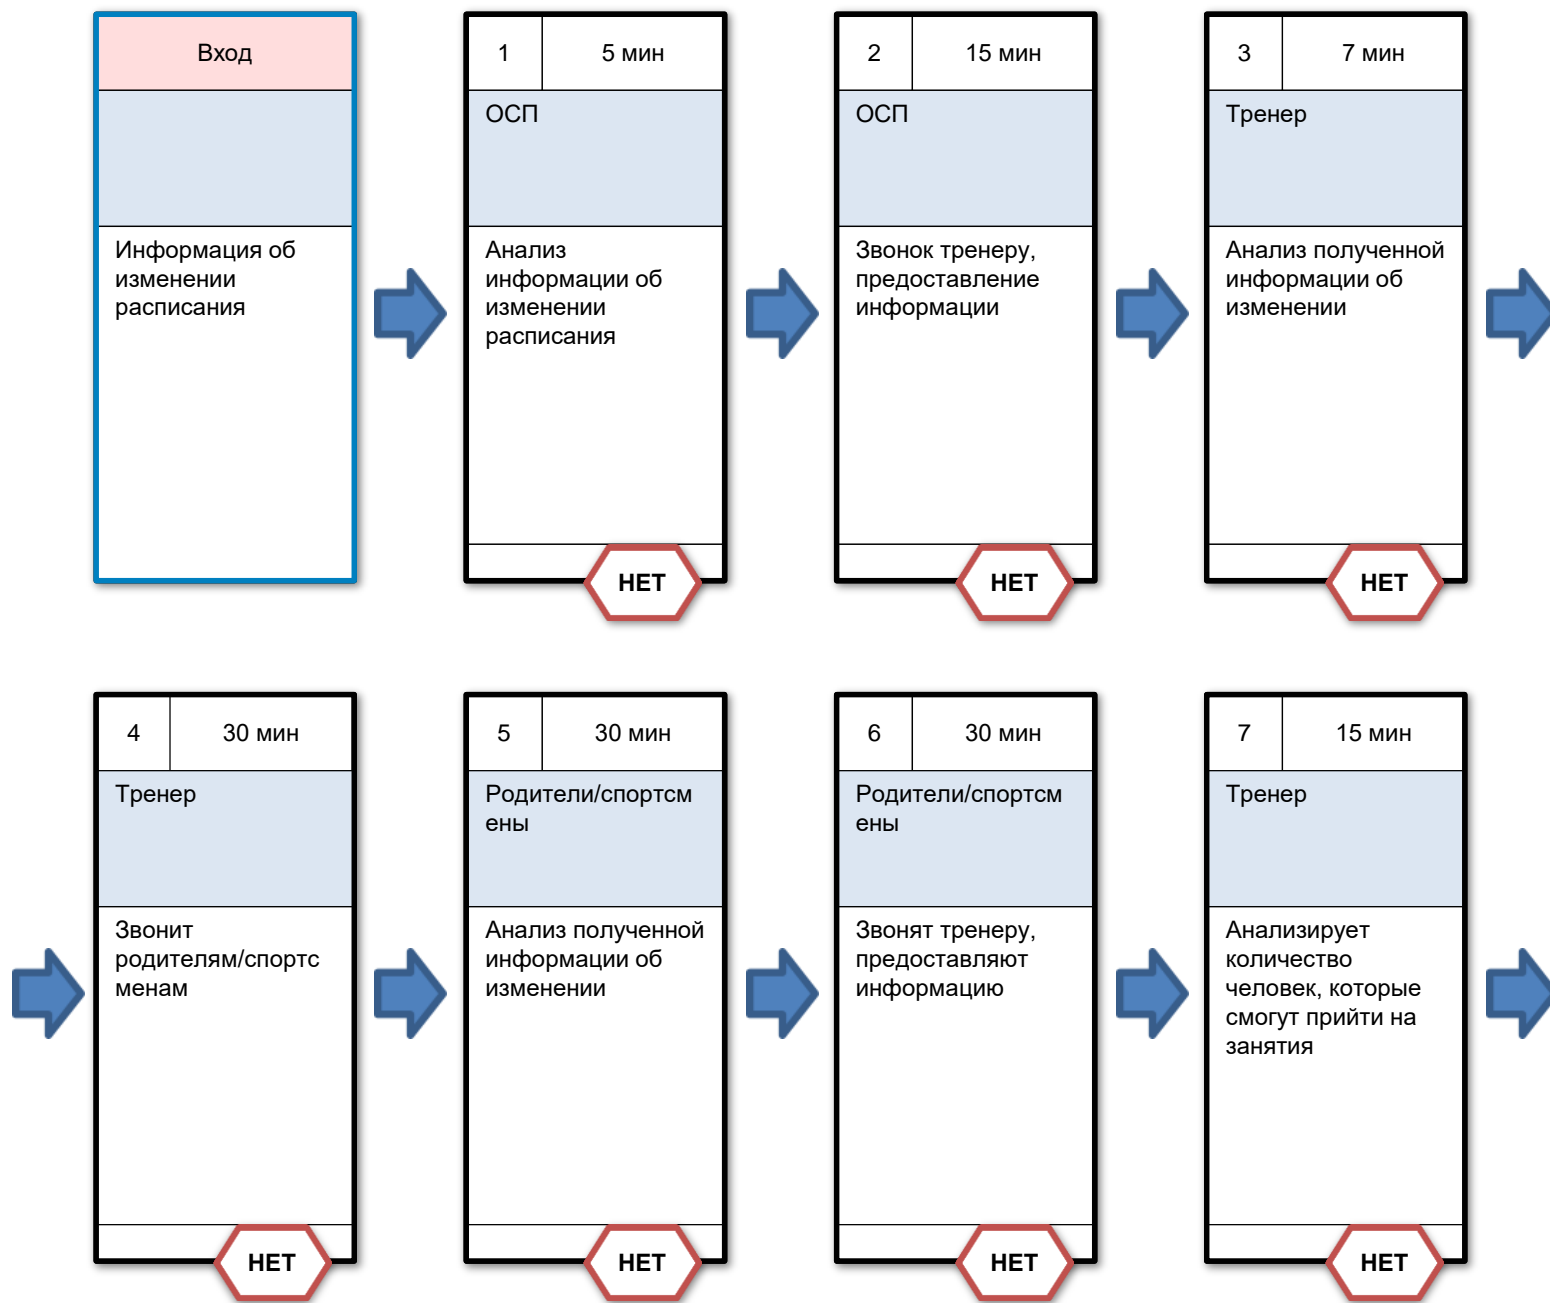 Вход
1 5 мин
2 15 мин
3 7 мин
ОСП
ОСП
Тренер
Информация об
изменении
расписания
Анализ
информации об
изменении
расписания
Звонок тренеру,
предоставление
информации
Анализ полученной
информации об
изменении
НЕТ
НЕТ
НЕТ
4 30 мин
5 30 мин
6 30 мин
7 15 мин
Тренер
Родители/спортсм
ены
Родители/спортсм
ены
Тренер
Звонит
родителям/спортс
менам
Анализ полученной
информации об
изменении
Звонят тренеру,
предоставляют
информацию
Анализирует
количество
человек, которые
смогут прийти на
занятия
НЕТ
НЕТ
НЕТ
НЕТ